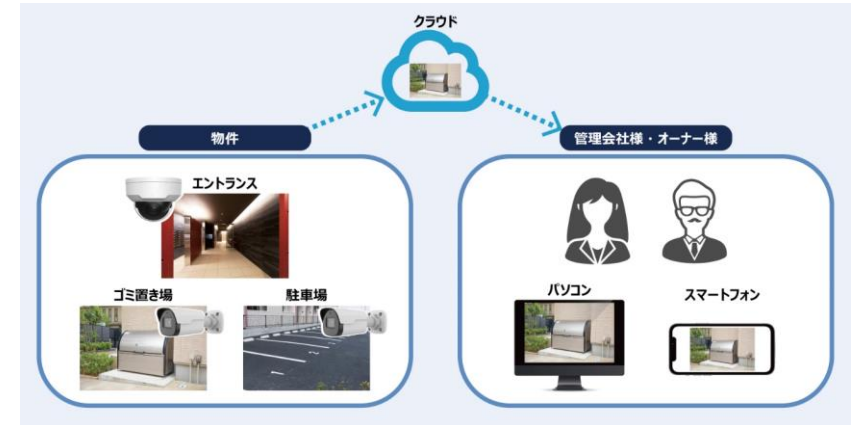 クラウド
物件
管理会社様・オーナー様
エントランス
ゴミ置き場
駐車場
パソコン
スマートフォン